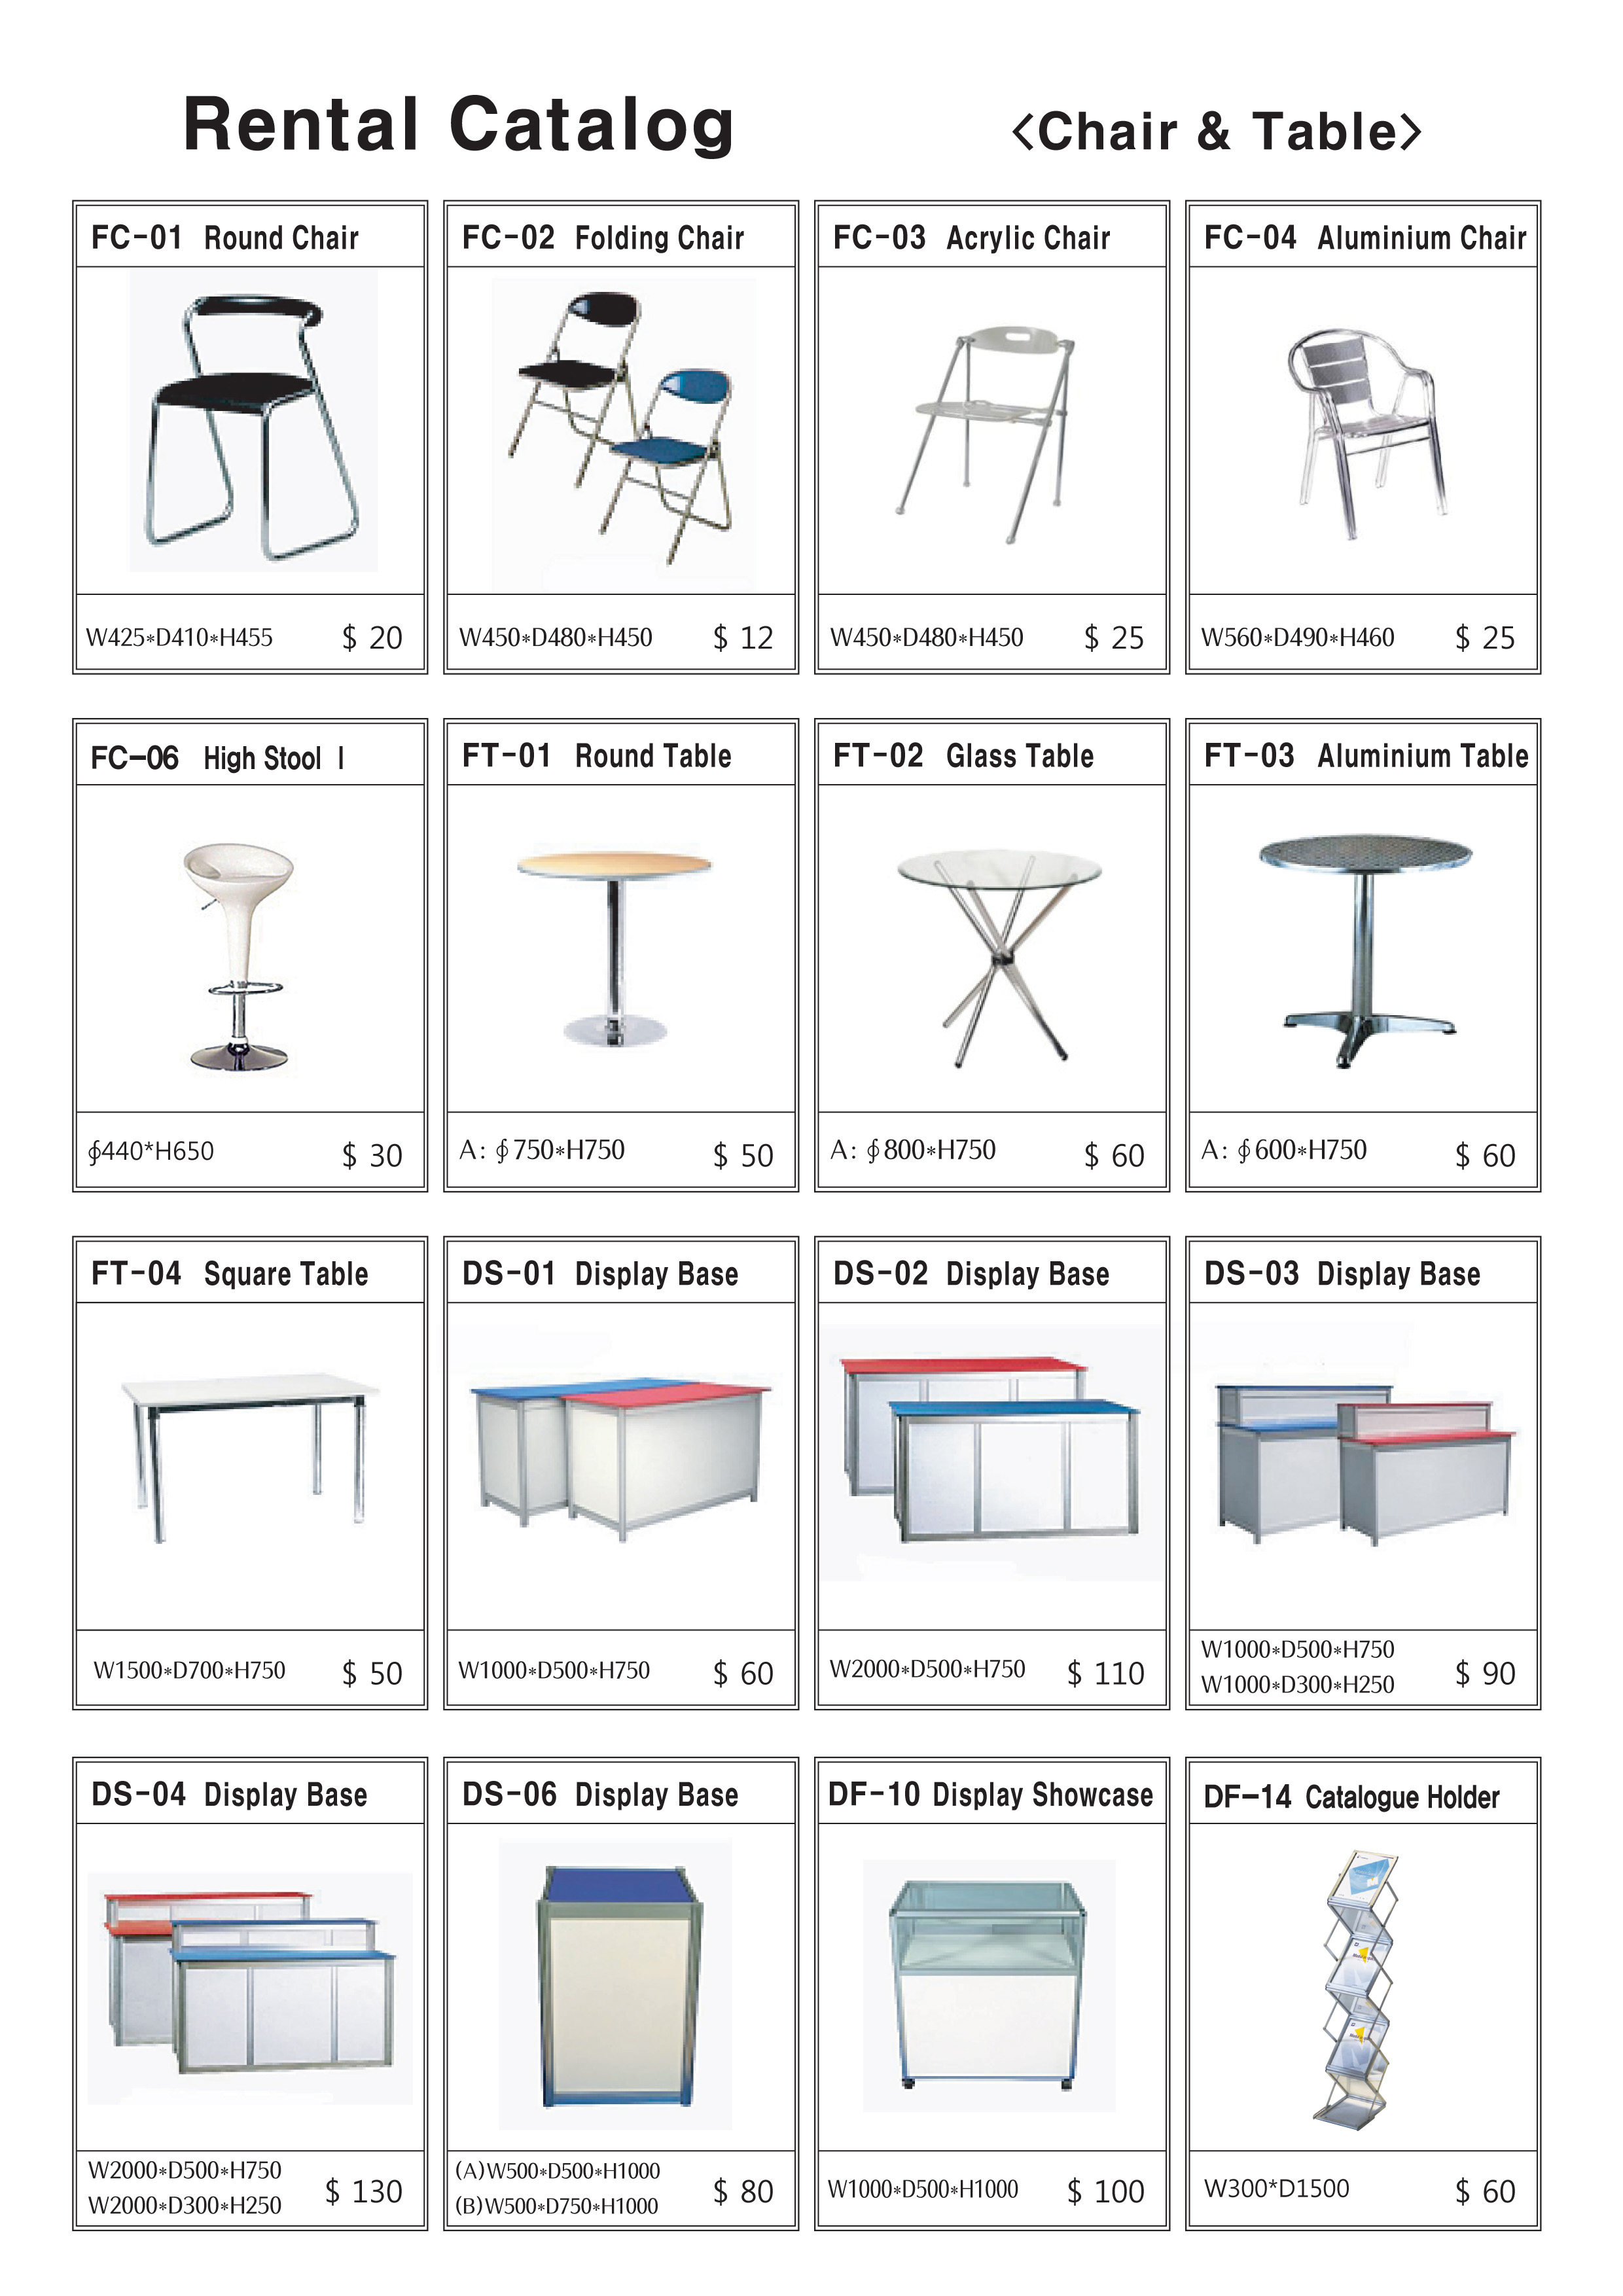 Rental Catalog
<Chair & Table>
FC-01 Round Chair
W425*D410*H455 $ 20
FC-02 Folding Chair
W450*D480*H450 $ 12
FC-03 Acrylic Chair
W450*D480*H450 $ 25
FC-04 Aluminium Chair
W560*D490*H460 $ 25
FC-06 High Stool I
∮440*H650 $ 30
FT-01 Round Table
A: ∮750*H750 $ 50
FT-02 Glass Table
A: ∮800*H750 $ 60
FT-03 Aluminium Table
A: ∮600*H750 $ 60
FT-04 Square Table
W1500*D700*H750 $ 50
DS-01 Display Base
W1000*D500*H750 $ 60
DS-02 Display Base
W2000*D500*H750 $ 110
DS-03 Display Base
W1000*D500*H750
W1000*D300*H250 $ 90
DS-04 Display Base
W2000*D500*H750
W2000*D300*H250 $ 130
DS-06 Display Base
(A)W500*D500*H1000
(B)W500*D750*H1000 $ 80
DF-10 Display Showcase
W1000*D500*H1000 $ 100
DF-14 Catalogue Holder
W300*D1500 $ 60